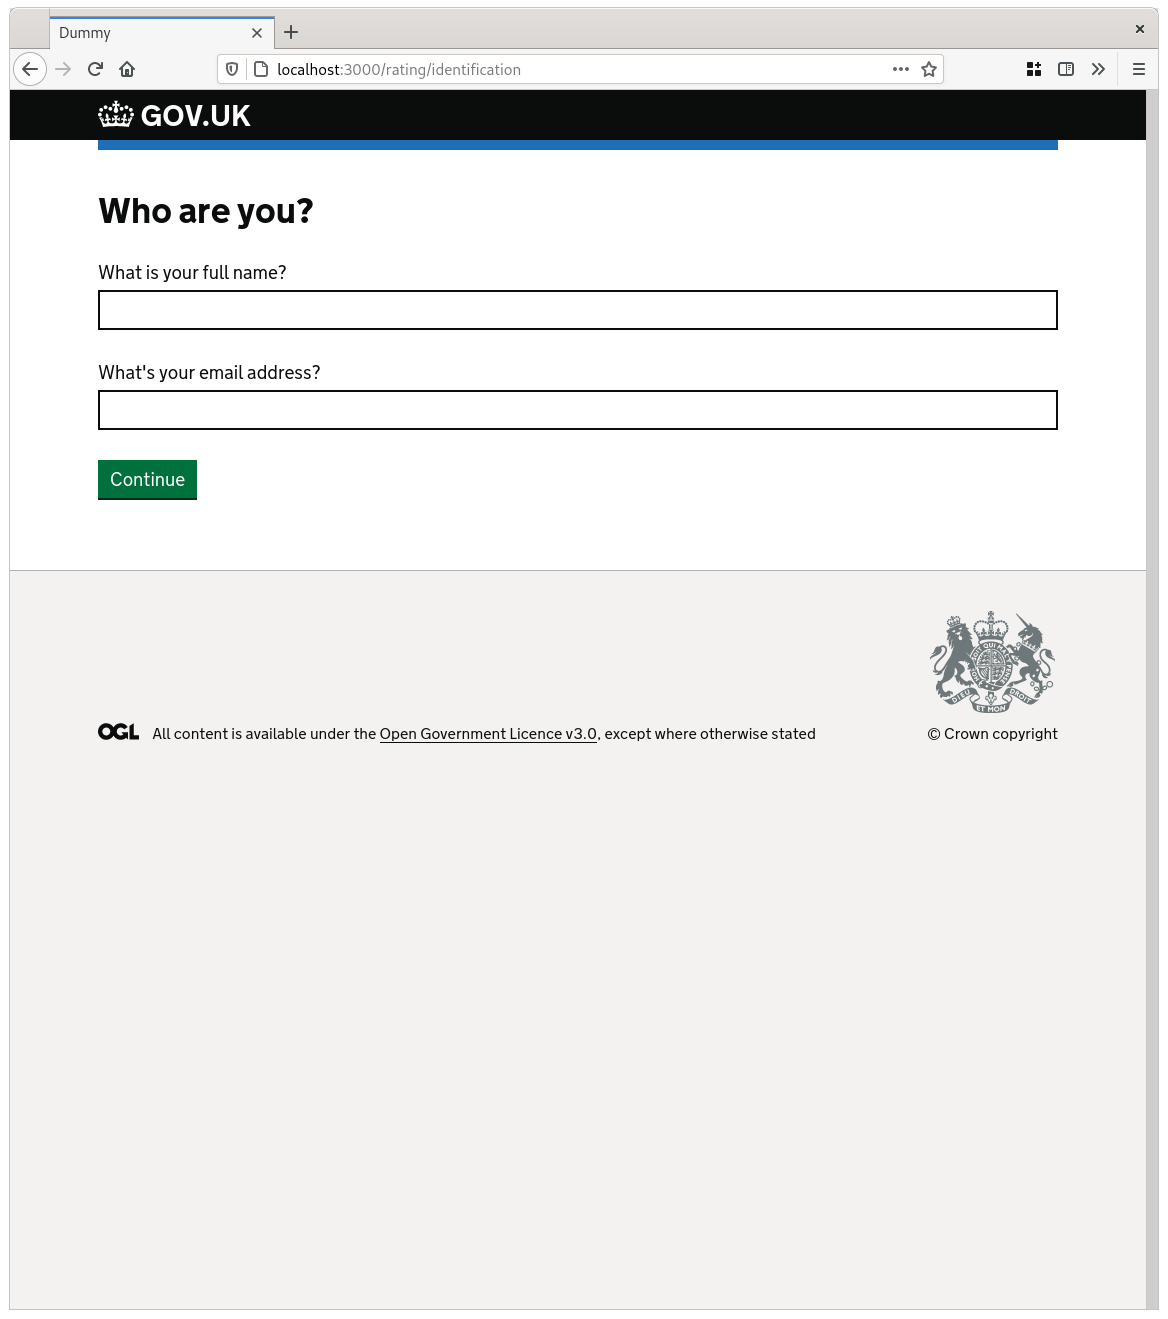 Dummy
localhost:3000/rating/identification
GOV.UK
Who are you?
What is your full name?
What's your email address?
Continue
OGL All content is available under the Open Government Licence v3.0, except where otherwise stated
DIEU ET MON DROIT
© Crown copyright